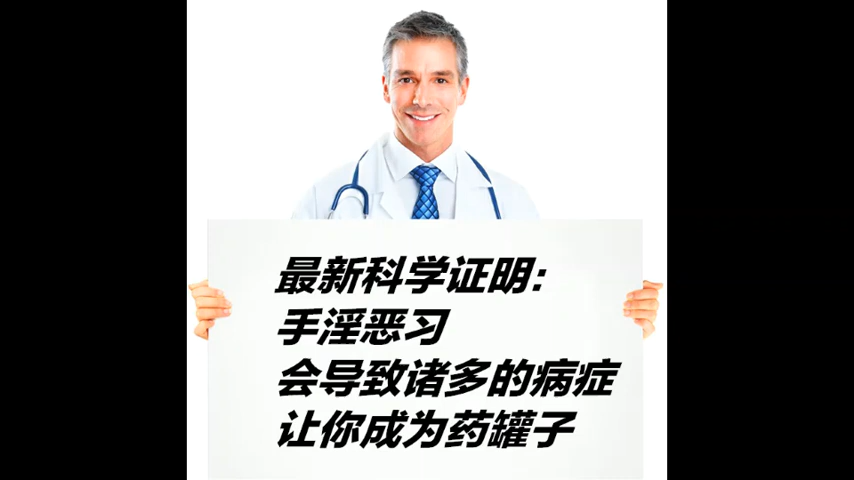 最新科学证明:
手淫恶习
会导致诸多的病症
让你成为药罐子